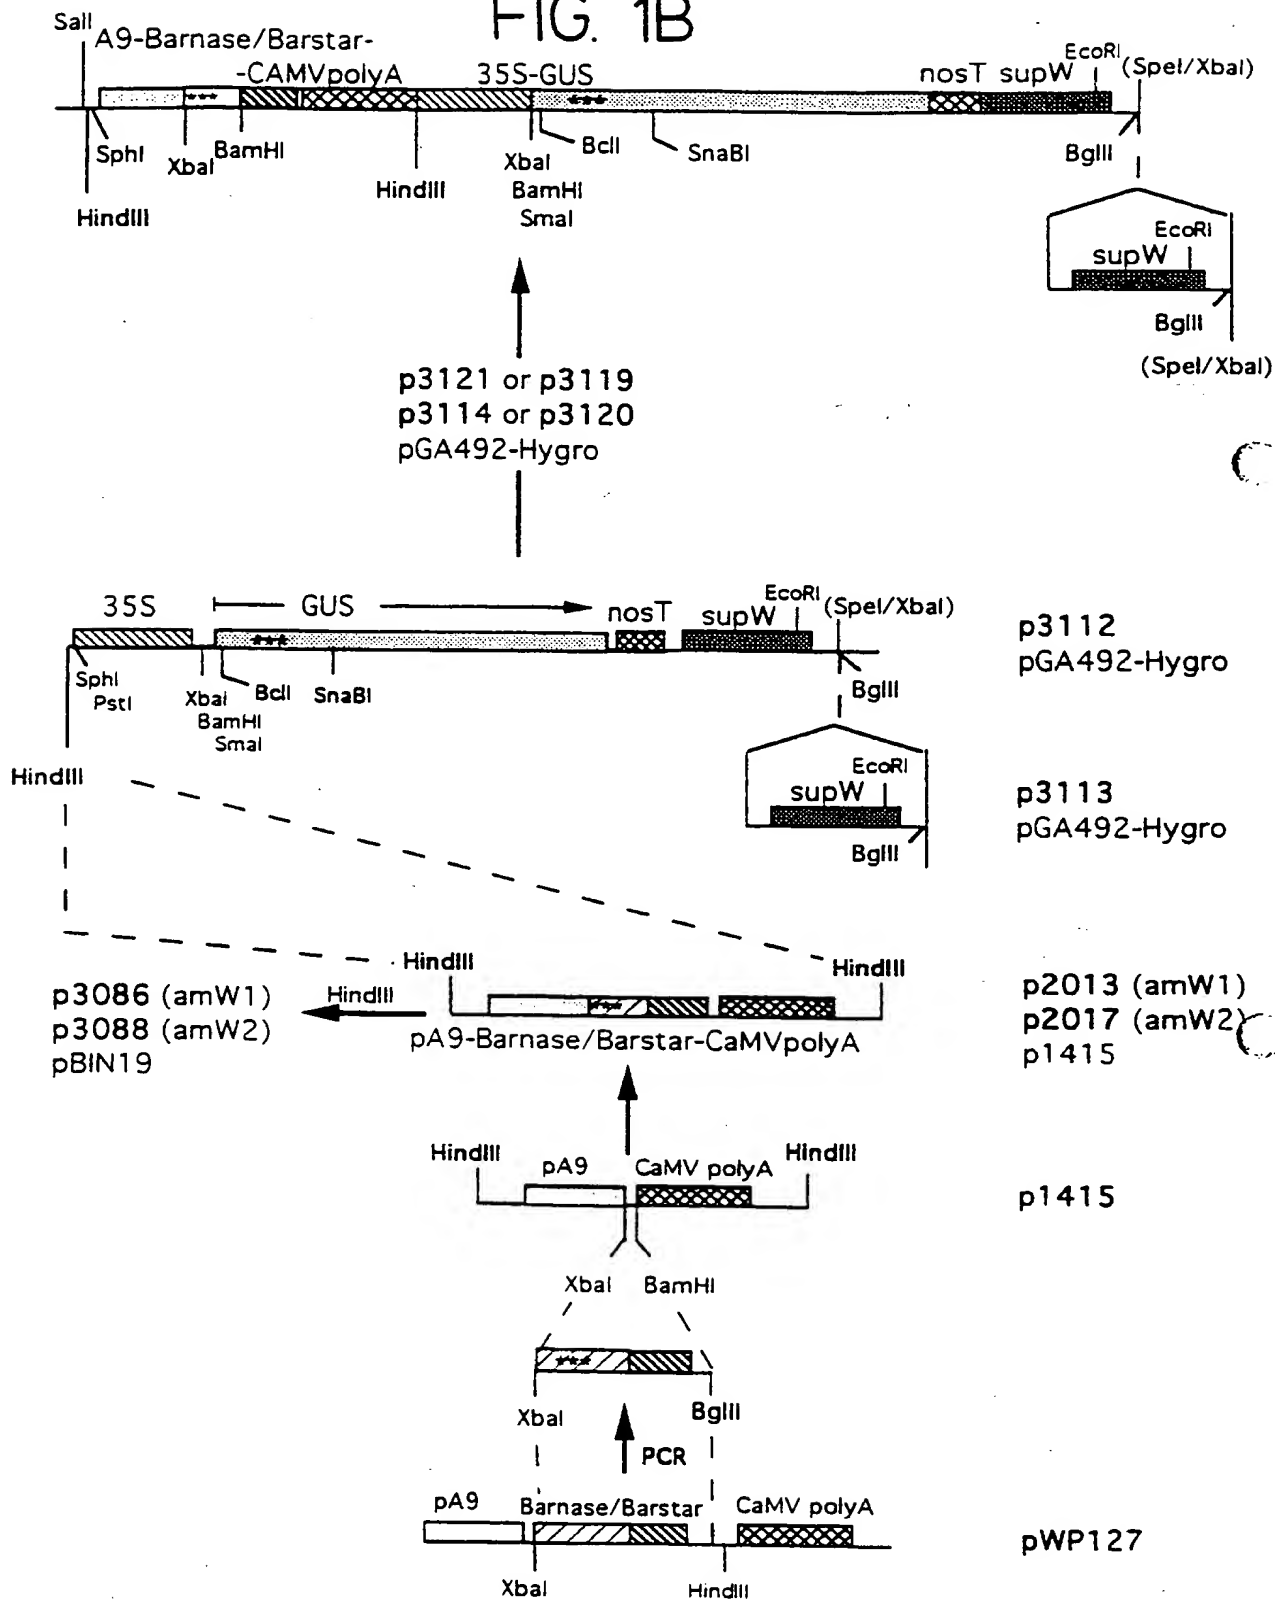 FIG. 1B
SalI
A9-Barnase/Barstar-
-CAMVpolyA
35S-GUS
nosT supW
EcoRI
(SpeI/XbaI)
***
***
SphI
XbaI
BamHI
HindIII
HindIII
XbaI
BamHI
SmaI
BclI
SnaBI
BglII
EcoRI
supW
BglII
(SpeI/XbaI)
p3121 or p3119
p3114 or p3120
pGA492-Hygro
35S
GUS
nosT
supW
EcoRI
(SpeI/XbaI)
p3112
pGA492-Hygro
***
SphI
PstI
XbaI
BamHI
SmaI
BclI
SnaBI
BglII
HindIII
EcoRI
supW
BglII
p3113
pGA492-Hygro
HindIII
HindIII
p3086 (amW1)
p3088 (amW2)
pBIN19
HindIII
***
pA9-Barnase/Barstar-CaMVpolyA
p2013 (amW1)
p2017 (amW2)
p1415
HindIII
pA9
CaMV polyA
HindIII
p1415
XbaI
BamHI
***
XbaI
BglII
PCR
pA9
Barnase/Barstar
CaMV polyA
pWP127
XbaI
HindIII